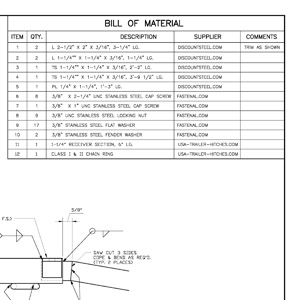 BILL OF MATERIAL
ITEM QTY. DESCRIPTION SUPPLIER COMMENTS
1 2 L 2-1/2" X 2" X 3/16", 3-1/4" LG. DISCOUNTSTEEL.COM TRIM AS SHOWN
2 2 L 1-1/4" X 1-1/4" X 3/16", 1-1/4" LG. DISCOUNTSTEEL.COM
3 1 TS 1-1/4" X 1-1/4" X 3/16", 2'-2" LG. DISCOUNTSTEEL.COM
4 1 TS 1-1/4" X 1-1/4" X 3/16", 3'-9 1/2" LG. DISCOUNTSTEEL.COM
5 1 PL 1/4" X 1-1/4", 1'-3" LG. DISCOUNTSTEEL.COM
6 8 3/8" X 2-1/4" UNC STAINLESS STEEL CAP SCREW FASTENAL.COM
7 1 3/8" X 1" UNC STAINLESS STEEL CAP SCREW FASTENAL.COM
8 9 3/8" UNC STAINLESS STEEL LOCKING NUT FASTENAL.COM
9 17 3/8" STAINLESS STEEL FLAT WASHER FASTENAL.COM
10 2 3/8" STAINLESS STEEL FENDER WASHER FASTENAL.COM
11 1 1-1/4" RECEIVER SECTION, 6" LG. USA-TRAILER-HITCHES.COM
12 1 CLASS I & II CHAIN RING USA-TRAILER-HITCHES.COM
5/8"
F.S.)
SAW CUT 3 SIDES
COPE & BEND AS REQ'D.
(TYP. 2 PLACES)